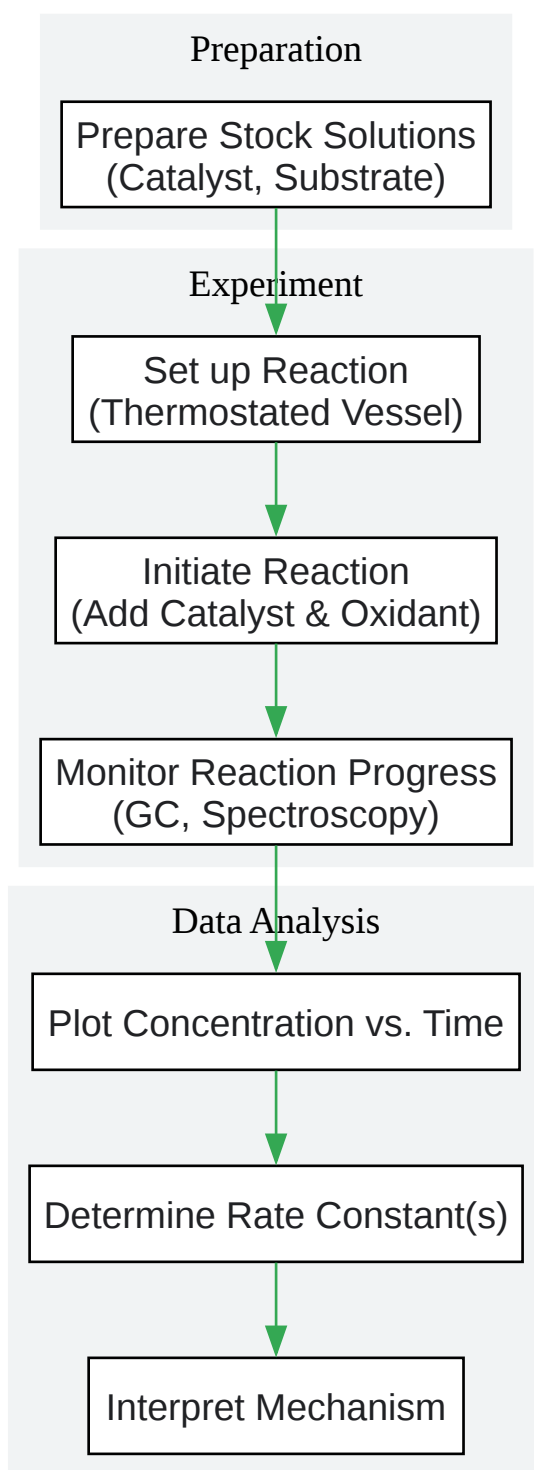 Preparation
Prepare Stock Solutions
(Catalyst, Substrate)
Experiment
Set up Reaction
(Thermostated Vessel)
Initiate Reaction
(Add Catalyst & Oxidant)
Monitor Reaction Progress
(GC, Spectroscopy)
Data Analysis
Plot Concentration vs. Time
Determine Rate Constant(s)
Interpret Mechanism